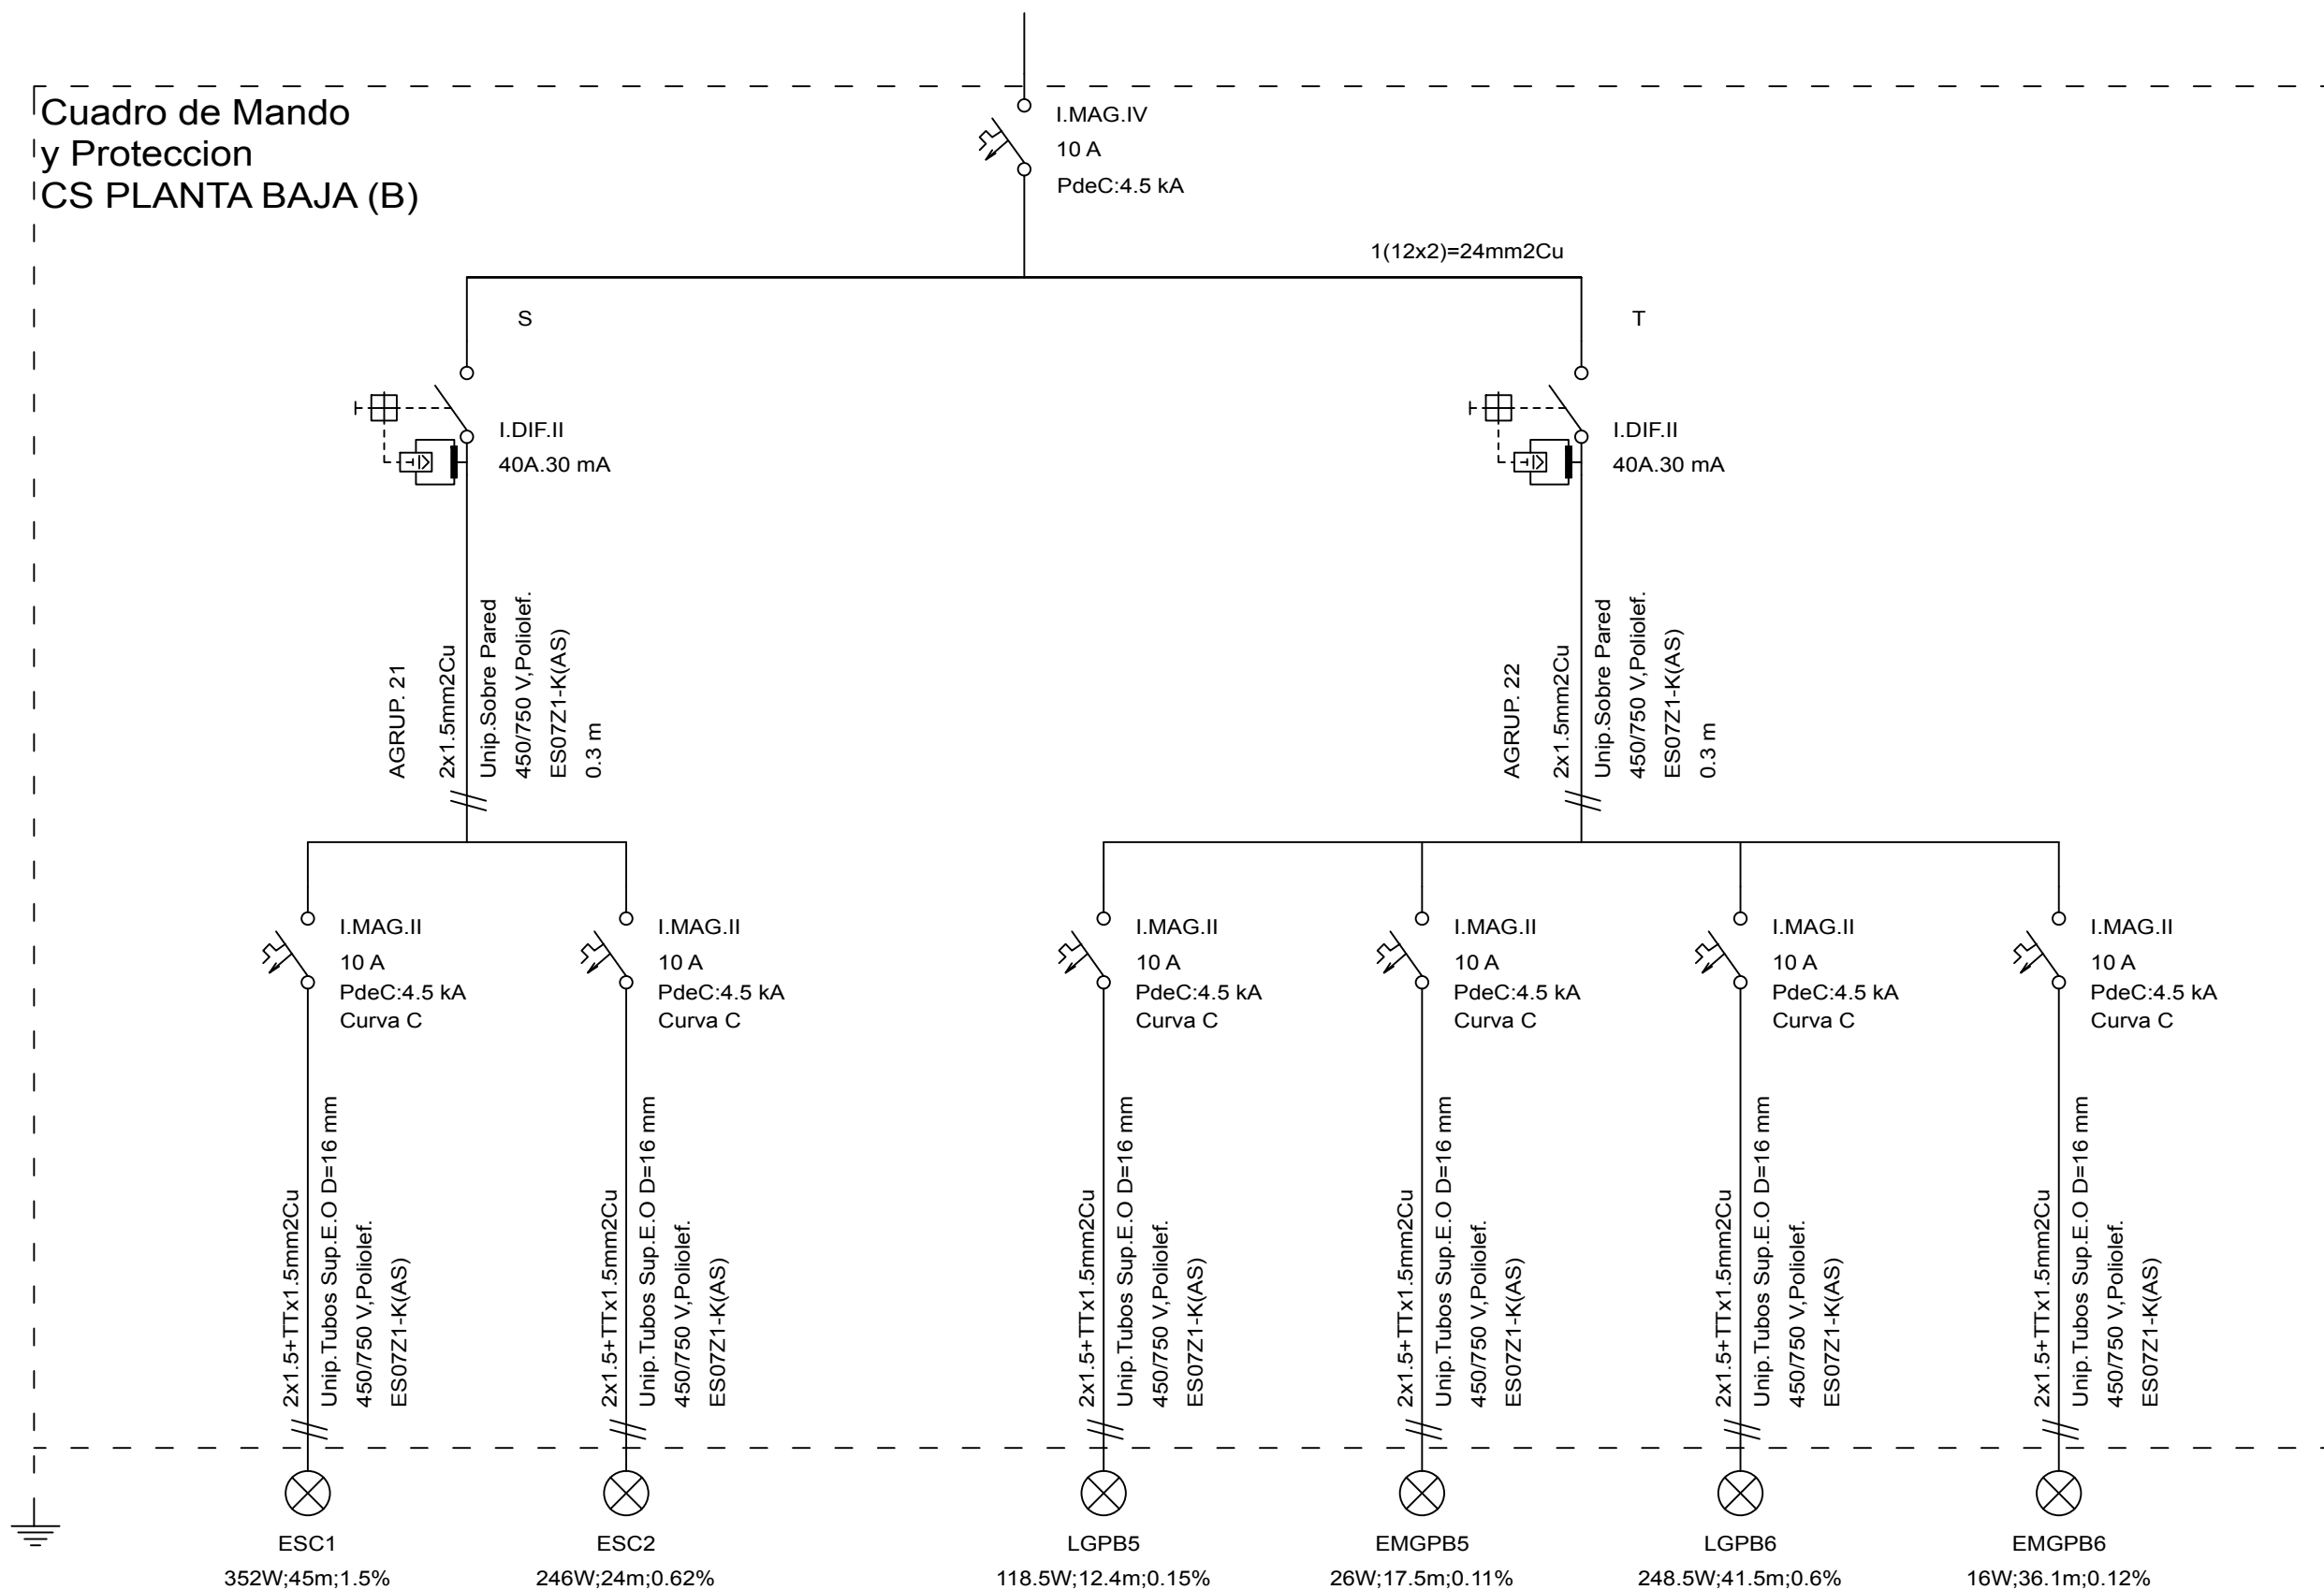 Cuadro de Mando
y Proteccion
CS PLANTA BAJA (B)
I.MAG.IV
10 A
PdeC:4.5 kA
1(12x2)=24mm2Cu
S
T
I.DIF.II
40A.30 mA
I.DIF.II
40A.30 mA
AGRUP. 21
2x1.5mm2Cu
Unip.Sobre Pared
450/750 V,Poliolef.
ES07Z1-K(AS)
0.3 m
AGRUP. 22
2x1.5mm2Cu
Unip.Sobre Pared
450/750 V,Poliolef.
ES07Z1-K(AS)
0.3 m
I.MAG.II
10 A
PdeC:4.5 kA
Curva C
I.MAG.II
10 A
PdeC:4.5 kA
Curva C
I.MAG.II
10 A
PdeC:4.5 kA
Curva C
I.MAG.II
10 A
PdeC:4.5 kA
Curva C
I.MAG.II
10 A
PdeC:4.5 kA
Curva C
I.MAG.II
10 A
PdeC:4.5 kA
Curva C
2x1.5+TTx1.5mm2Cu
Unip.Tubos Sup.E.O D=16 mm
450/750 V,Poliolef.
ES07Z1-K(AS)
2x1.5+TTx1.5mm2Cu
Unip.Tubos Sup.E.O D=16 mm
450/750 V,Poliolef.
ES07Z1-K(AS)
2x1.5+TTx1.5mm2Cu
Unip.Tubos Sup.E.O D=16 mm
450/750 V,Poliolef.
ES07Z1-K(AS)
2x1.5+TTx1.5mm2Cu
Unip.Tubos Sup.E.O D=16 mm
450/750 V,Poliolef.
ES07Z1-K(AS)
2x1.5+TTx1.5mm2Cu
Unip.Tubos Sup.E.O D=16 mm
450/750 V,Poliolef.
ES07Z1-K(AS)
2x1.5+TTx1.5mm2Cu
Unip.Tubos Sup.E.O D=16 mm
450/750 V,Poliolef.
ES07Z1-K(AS)
ESC1
352W;45m;1.5%
ESC2
246W;24m;0.62%
LGPB5
118.5W;12.4m;0.15%
EMGPB5
26W;17.5m;0.11%
LGPB6
248.5W;41.5m;0.6%
EMGPB6
16W;36.1m;0.12%